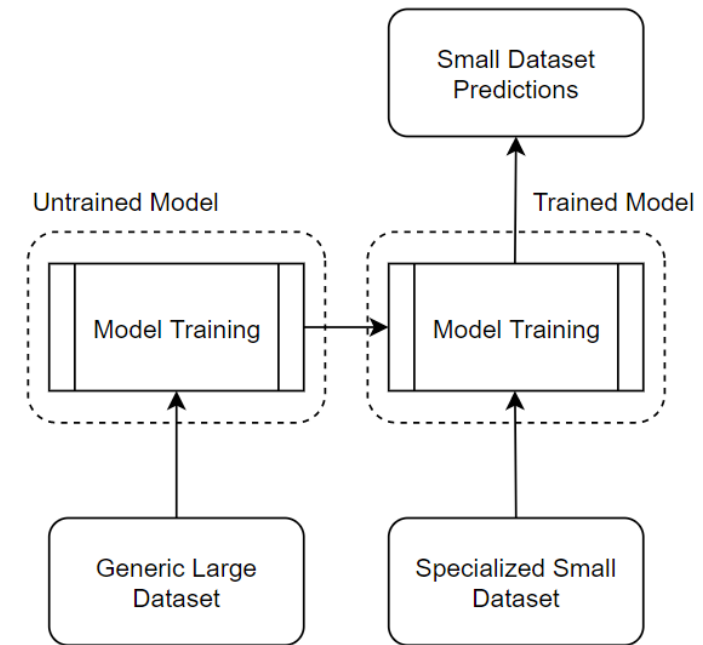 Small Dataset
Predictions
Untrained Model
Trained Model
Model Training
Model Training
Generic Large
Dataset
Specialized Small
Dataset